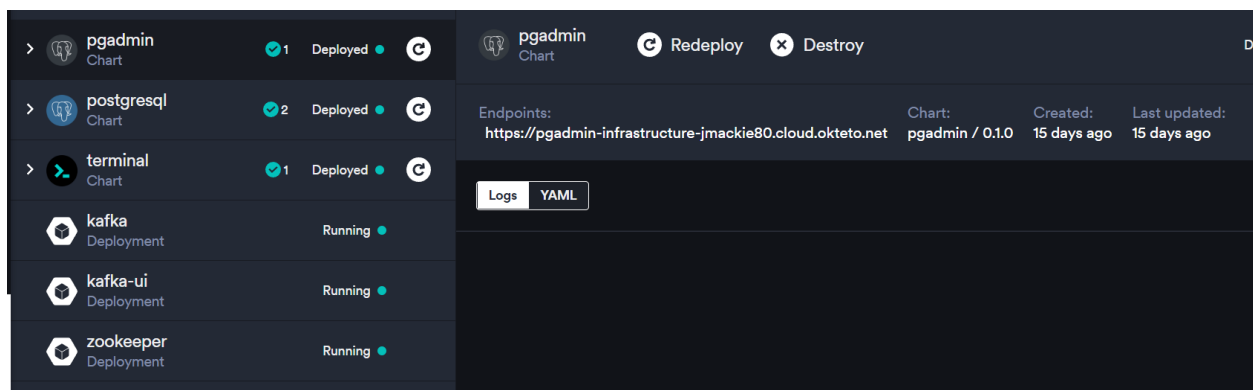 pgadmin
Chart
1
Deployed
postgresql
Chart
2
Deployed
terminal
Chart
1
Deployed
kafka
Deployment
Running
kafka-ui
Deployment
Running
zookeeper
Deployment
Running
pgadmin
Chart
Redeploy
Destroy
D
Endpoints:
https://pgadmin-infrastructure-jmackie80.cloud.okteto.net
Chart:
pgadmin / 0.1.0
Created:
15 days ago
Last updated:
15 days ago
Logs
YAML